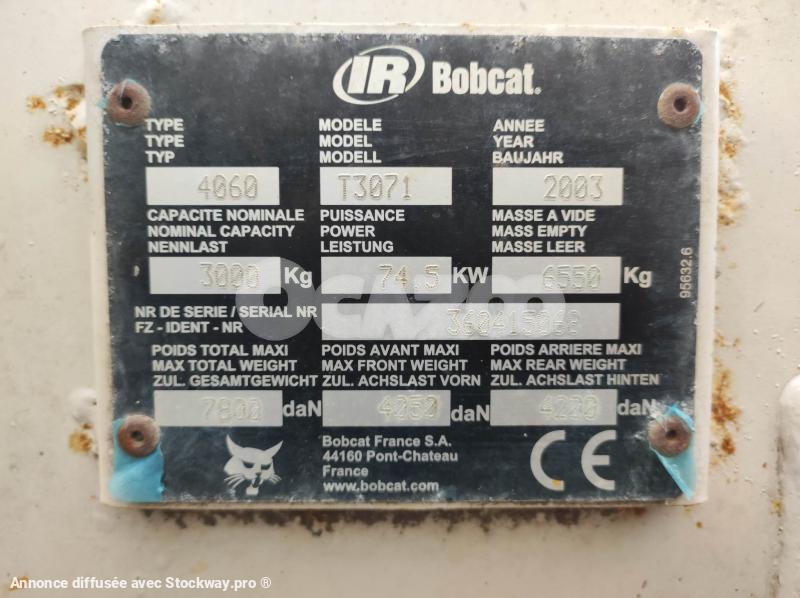 IR Bobcat.
TYPE MODELE ANNEE
TYPE MODEL YEAR
TYP MODELL BAUJAHR
4060 T3071 2003
CAPACITE NOMINALE PUISSANCE MASSE A VIDE
NOMINAL CAPACITY POWER MASS EMPTY
NENNLAST LEISTUNG MASSE LEER
3000 Kg 74,5 KW 6550 Kg
95632.6
OCAZOO
NR DE SERIE / SERIAL NR
FZ - IDENT - NR
POIDS TOTAL MAXI POIDS AVANT MAXI POIDS ARRIERE MAXI
MAX TOTAL WEIGHT MAX FRONT WEIGHT MAX REAR WEIGHT
ZUL. GESAMTGEWICHT ZUL. ACHSLAST VORN ZUL. ACHSLAST HINTEN
7800 daN 4050 daN 4200 daN
Bobcat France S.A.
44160 Pont-Chateau
France
www.bobcat.com
CE
Annonce diffusée avec Stockway.pro ®